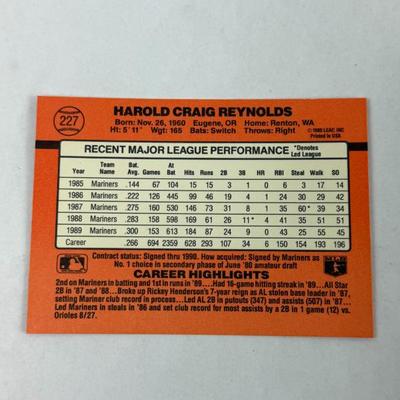 227
HAROLD CRAIG REYNOLDS
Born: Nov. 26, 1960 Eugene, OR Home: Renton, WA
Ht: 5'11" Wgt: 165 Bats: Switch Throws: Right
© 1989 LEAF, INC.
Printed in USA
RECENT MAJOR LEAGUE PERFORMANCE *Denotes Led League
Year Team Name Bat. Avg. Games At Bat Hits Runs 2B 3B HR RBI Steal Walk SO
1985 Mariners .144 67 104 15 15 3 1 0 6 3 17 14
1986 Mariners .222 126 445 99 46 19 4 1 24 30 29 42
1987 Mariners .275 160 530 146 73 31 8 1 35 60* 39 34
1988 Mariners .283 158 598 169 61 26 11* 4 41 35 51 51
1989 Mariners .300 153 613 184 87 24 9 0 43 25 55 45
Career .266 694 2359 628 293 107 34 6 150 154 193 196
Contract status: Signed thru 1990. How acquired: Signed by Mariners as
No. 1 choice in secondary phase of June '80 amateur draft
CAREER HIGHLIGHTS
2nd on Mariners in batting and 1st in runs in '89... Had 16-game hitting streak in '89... All Star
2B in '87 and '88... Broke up Rickey Henderson's 7-year reign as AL stolen base leader in '87,
setting Mariner club record in process... Led AL 2B in putouts (347) and assists (507) in '87...
Led Mariners in steals in '86 and set club record for most assists by a 2B in 1 game (12) vs.
Orioles 8/27.